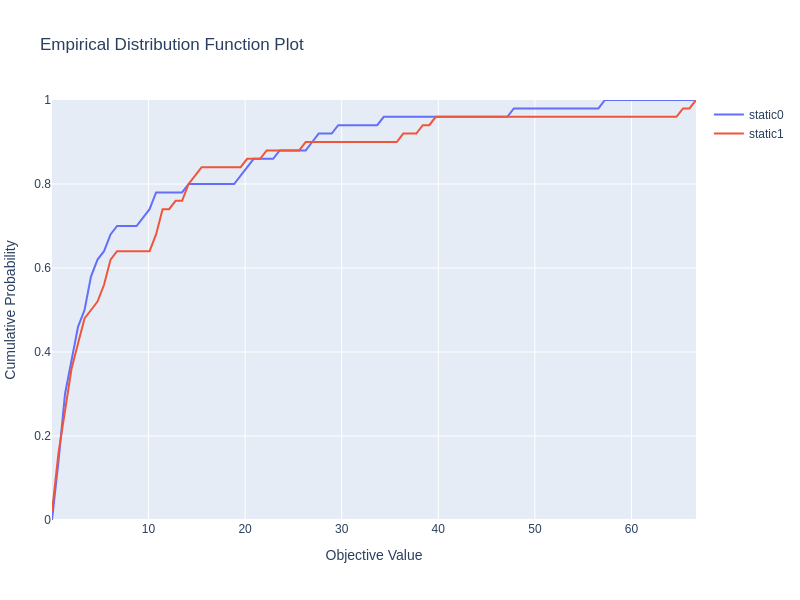 Empirical Distribution Function Plot
static0
static1
1
0.8
0.6
0.4
0.2
0
Cumulative Probability
10 20 30 40 50 60
Objective Value